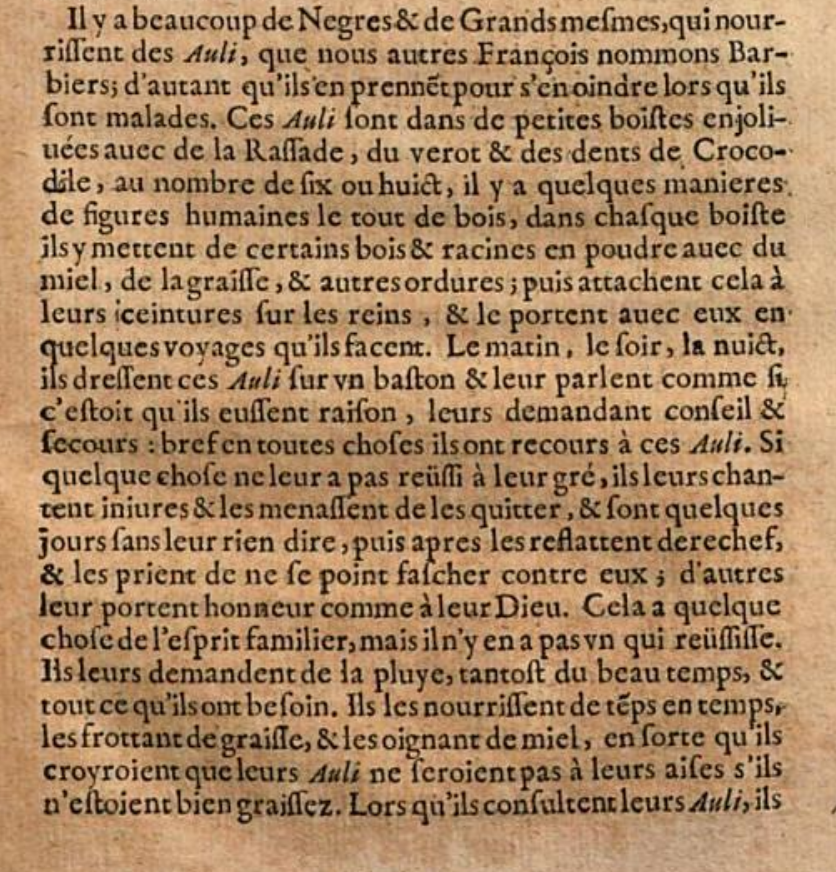 Il y a beaucoup de Negres & de Grands meſmes, qui nour-
riſſent des Auli, que nous autres François nommons Bar-
biers; d'autant qu'ils en prennēt pour s'en oindre lors qu'ils
ſont malades. Ces Auli ſont dans de petites boiſtes enjoli-
uées auec de la Raſſade, du verot & des dents de Croco-
dile, au nombre de ſix ou huict, il y a quelques manieres
de figures humaines le tout de bois, dans chaſque boiſte
ils y mettent de certains bois & racines en poudre auec du
miel, de la graiſſe, & autres ordures; puis attachent cela à
leurs iceintures ſur les reins, & le portent auec eux en
quelques voyages qu'ils facent. Le matin, le ſoir, la nuict,
ils dreſſent ces Auli ſur vn baſton & leur parlent comme ſi
c'eſtoit qu'ils euſſent raiſon, leurs demandant conſeil &
ſecours : bref en toutes choſes ils ont recours à ces Auli. Si
quelque choſe ne leur a pas reüſſi à leur gré, ils leurs chan-
tent iniures & les menaſſent de les quitter, & ſont quelques
jours ſans leur rien dire, puis apres les reflattent derechef,
& les prient de ne ſe point faſcher contre eux; d'autres
leur portent honneur comme à leur Dieu. Cela a quelque
choſe de l'eſprit familier, mais il n'y en a pas vn qui reüſſiſſe.
Ils leurs demandent de la pluye, tantoſt du beau temps, &
tout ce qu'ils ont beſoin. Ils les nourriſſent de tēps en temps,
les frottant de graiſſe, & les oignant de miel, en ſorte qu'ils
croyroient que leurs Auli ne ſeroient pas à leurs aiſes s'ils
n'eſtoient bien graiſſez. Lors qu'ils conſultent leurs Auli, ils